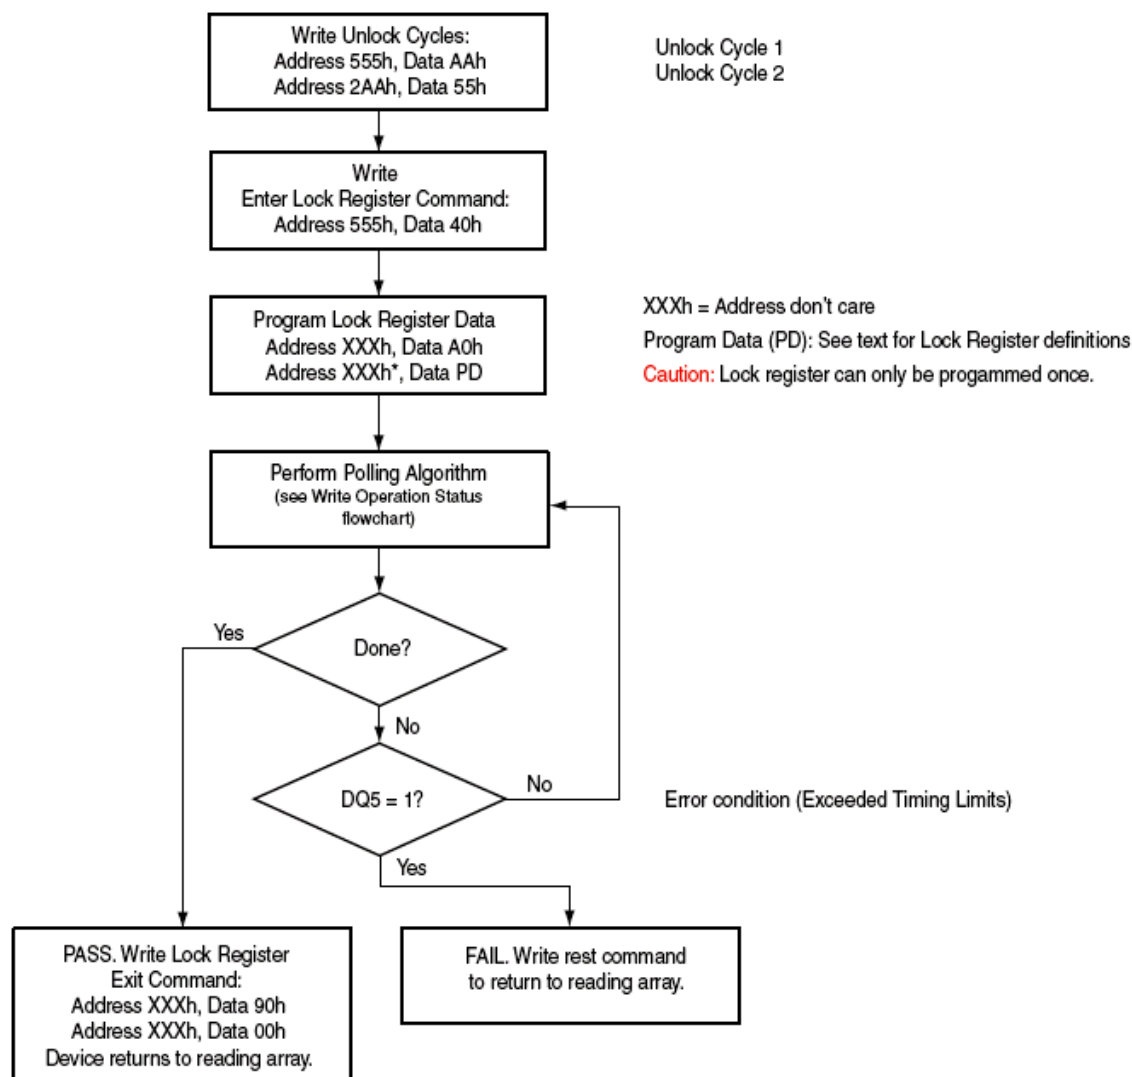 Write Unlock Cycles:
Address 555h, Data AAh
Address 2AAh, Data 55h
Unlock Cycle 1
Unlock Cycle 2
Write
Enter Lock Register Command:
Address 555h, Data 40h
Program Lock Register Data
Address XXXh, Data A0h
Address XXXh*, Data PD
XXXh = Address don't care
Program Data (PD): See text for Lock Register definitions
Caution: Lock register can only be progammed once.
Perform Polling Algorithm
(see Write Operation Status
flowchart)
Yes
Done?
No
DQ5 = 1?
No
Error condition (Exceeded Timing Limits)
Yes
PASS. Write Lock Register
Exit Command:
Address XXXh, Data 90h
Address XXXh, Data 00h
Device returns to reading array.
FAIL. Write rest command
to return to reading array.